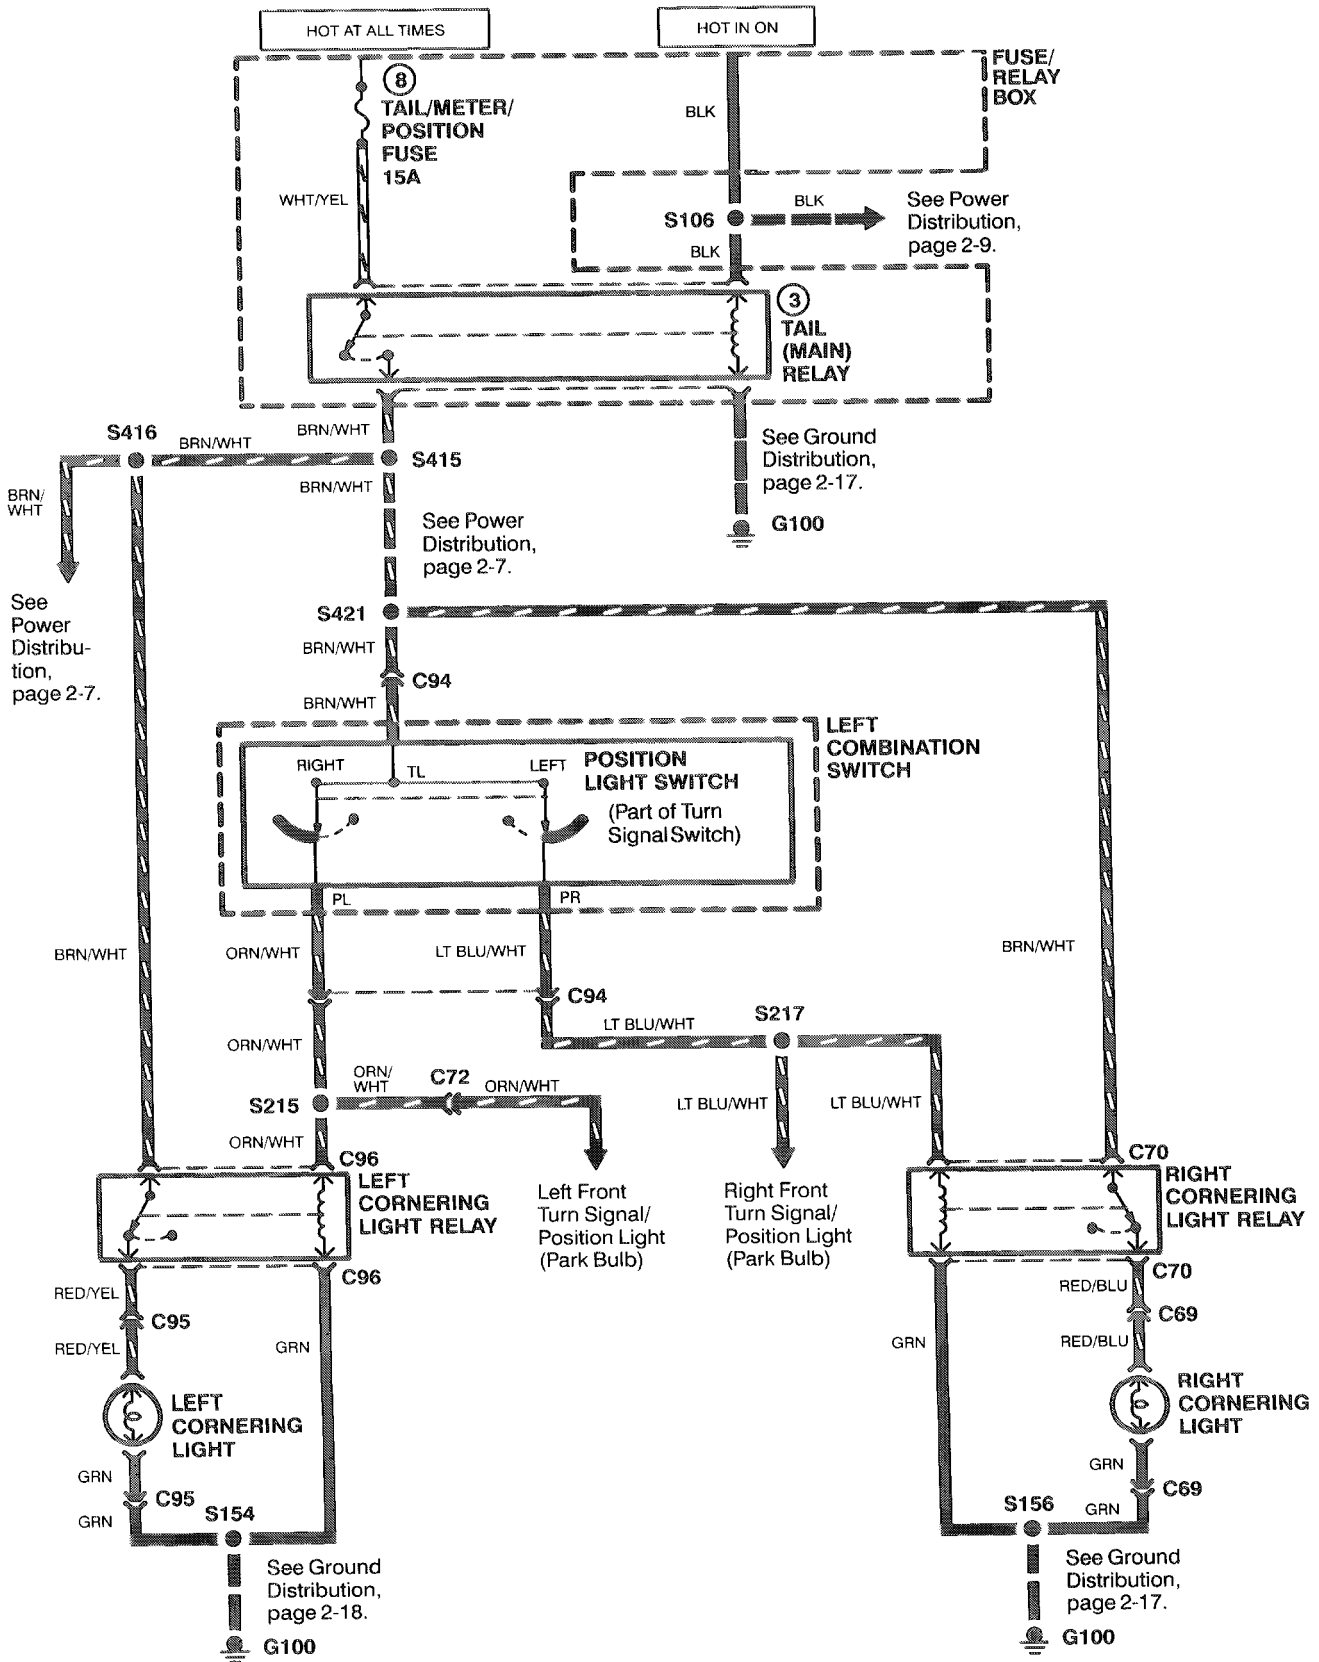 HOT AT ALL TIMES
HOT IN ON
FUSE/
RELAY
BOX
8
TAIL/METER/
POSITION
FUSE
15A
BLK
WHT/YEL
S106
BLK
See Power
Distribution,
page 2-9.
BLK
3
TAIL
(MAIN)
RELAY
S416
BRN/WHT
BRN/WHT
S415
BRN/WHT
See Ground
Distribution,
page 2-17.
G100
BRN/
WHT
See Power
Distribution,
page 2-7.
See
Power
Distribu-
tion,
page 2-7.
S421
BRN/WHT
C94
BRN/WHT
LEFT
COMBINATION
SWITCH
RIGHT
TL
LEFT
POSITION
LIGHT SWITCH
(Part of Turn
Signal Switch)
PL
PR
BRN/WHT
ORN/WHT
LT BLU/WHT
BRN/WHT
C94
LT BLU/WHT
S217
ORN/WHT
ORN/
WHT
C72
ORN/WHT
S215
LT BLU/WHT
LT BLU/WHT
ORN/WHT
C96
LEFT
CORNERING
LIGHT RELAY
C96
Left Front
Turn Signal/
Position Light
(Park Bulb)
Right Front
Turn Signal/
Position Light
(Park Bulb)
C70
RIGHT
CORNERING
LIGHT RELAY
C70
RED/YEL
C95
RED/YEL
GRN
LEFT
CORNERING
LIGHT
GRN
C95
GRN
S154
See Ground
Distribution,
page 2-18.
G100
RED/BLU
C69
GRN
RED/BLU
RIGHT
CORNERING
LIGHT
GRN
C69
S156
GRN
See Ground
Distribution,
page 2-17.
G100